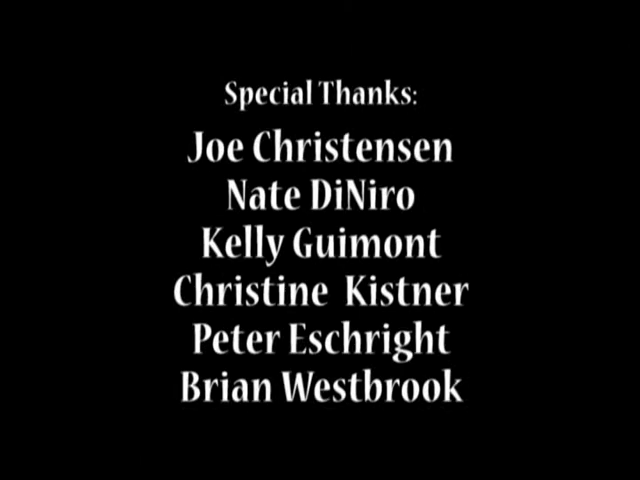 Special Thanks:
Joe Christensen
Nate DiNiro
Kelly Guimont
Christine Kistner
Peter Eschright
Brian Westbrook